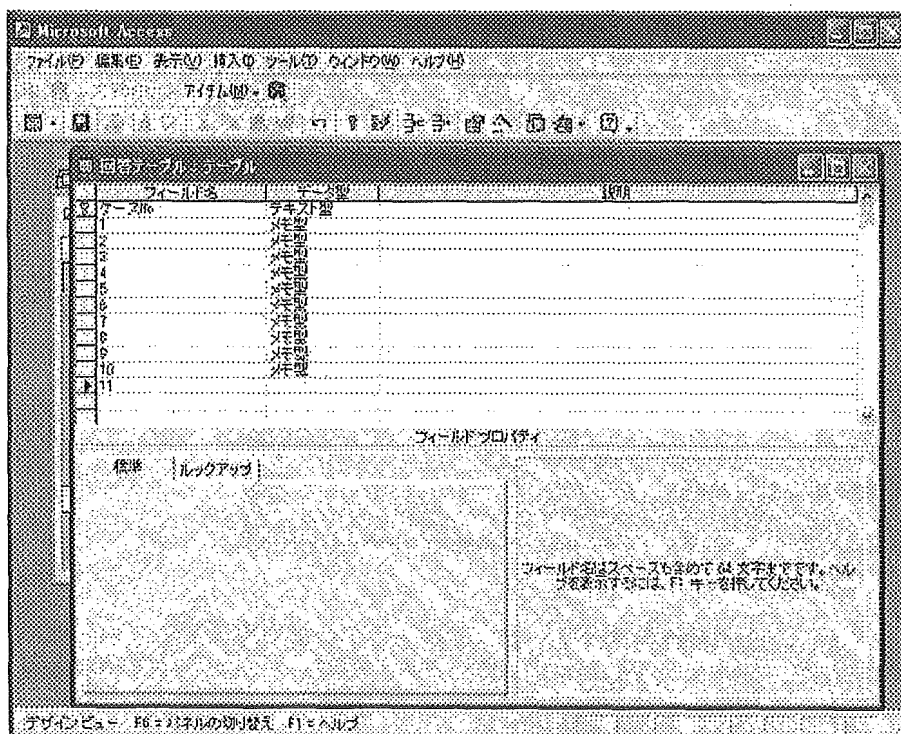 Microsoft Access
ファイル(F) 編集(E) 表示(V) 挿入(I) ツール(T) ウィンドウ(W) ヘルプ(H)
アイテム(M)
回答テーブル : テーブル
フィールド名 データ型 説明
ケースNo テキスト型
1 メモ型
2 メモ型
3 メモ型
4 メモ型
5 メモ型
6 メモ型
7 メモ型
8 メモ型
9 メモ型
10 メモ型
11
フィールド プロパティ
標準 ルックアップ
フィールド名はスペースも含めて 64 文字までです。ヘル
プを表示するには、F1 キーを押してください。
デザインビュー F6 = パネルの切り替え F1 = ヘルプ